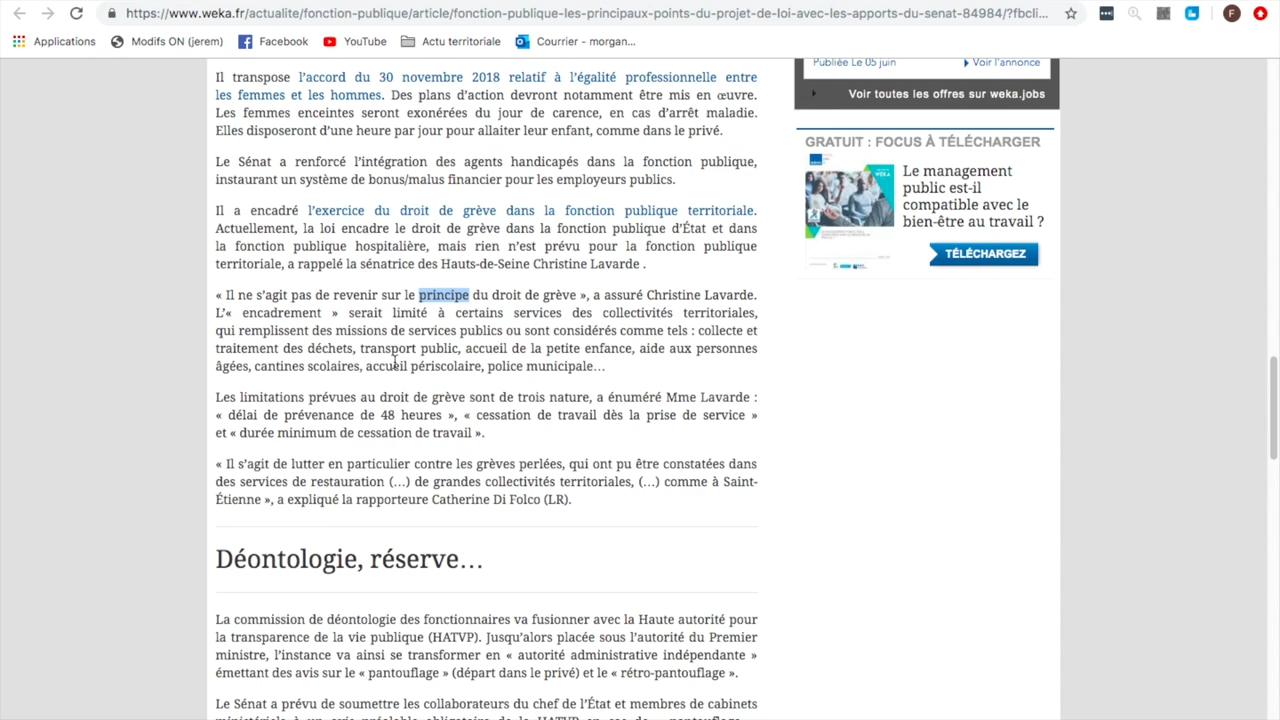 https://www.weka.fr/actualite/fonction-publique/article/fonction-publique-les-principaux-points-du-projet-de-loi-avec-les-apports-du-senat-84984/?fbcli...
F
Applications
Modifs ON (jerem)
Facebook
YouTube
Actu territoriale
Courrier - morgan...
Il transpose l'accord du 30 novembre 2018 relatif à l'égalité professionnelle entre
les femmes et les hommes. Des plans d'action devront notamment être mis en œuvre.
Les femmes enceintes seront exonérées du jour de carence, en cas d'arrêt maladie.
Elles disposeront d'une heure par jour pour allaiter leur enfant, comme dans le privé.
Le Sénat a renforcé l'intégration des agents handicapés dans la fonction publique,
instaurant un système de bonus/malus financier pour les employeurs publics.
Il a encadré l'exercice du droit de grève dans la fonction publique territoriale.
Actuellement, la loi encadre le droit de grève dans la fonction publique d'État et dans
la fonction publique hospitalière, mais rien n'est prévu pour la fonction publique
territoriale, a rappelé la sénatrice des Hauts-de-Seine Christine Lavarde .
« Il ne s'agit pas de revenir sur le principe du droit de grève », a assuré Christine Lavarde.
L'« encadrement » serait limité à certains services des collectivités territoriales,
qui remplissent des missions de services publics ou sont considérés comme tels : collecte et
traitement des déchets, transport public, accueil de la petite enfance, aide aux personnes
âgées, cantines scolaires, accueil périscolaire, police municipale…
Les limitations prévues au droit de grève sont de trois nature, a énuméré Mme Lavarde :
« délai de prévenance de 48 heures », « cessation de travail dès la prise de service »
et « durée minimum de cessation de travail ».
« Il s'agit de lutter en particulier contre les grèves perlées, qui ont pu être constatées dans
des services de restauration (…) de grandes collectivités territoriales, (…) comme à Saint-
Étienne », a expliqué la rapporteure Catherine Di Folco (LR).
Déontologie, réserve…
La commission de déontologie des fonctionnaires va fusionner avec la Haute autorité pour
la transparence de la vie publique (HATVP). Jusqu'alors placée sous l'autorité du Premier
ministre, l'instance va ainsi se transformer en « autorité administrative indépendante »
émettant des avis sur le « pantouflage » (départ dans le privé) et le « rétro-pantouflage ».
Le Sénat a prévu de soumettre les collaborateurs du chef de l'État et membres de cabinets
ministériels à un avis préalable obligatoire de la HATVP en cas de « pantouflage
Publiée Le 05 juin
Voir l'annonce
Voir toutes les offres sur weka.jobs
GRATUIT : FOCUS À TÉLÉCHARGER
Le management
public est-il
compatible avec le
bien-être au travail ?
TÉLÉCHARGEZ